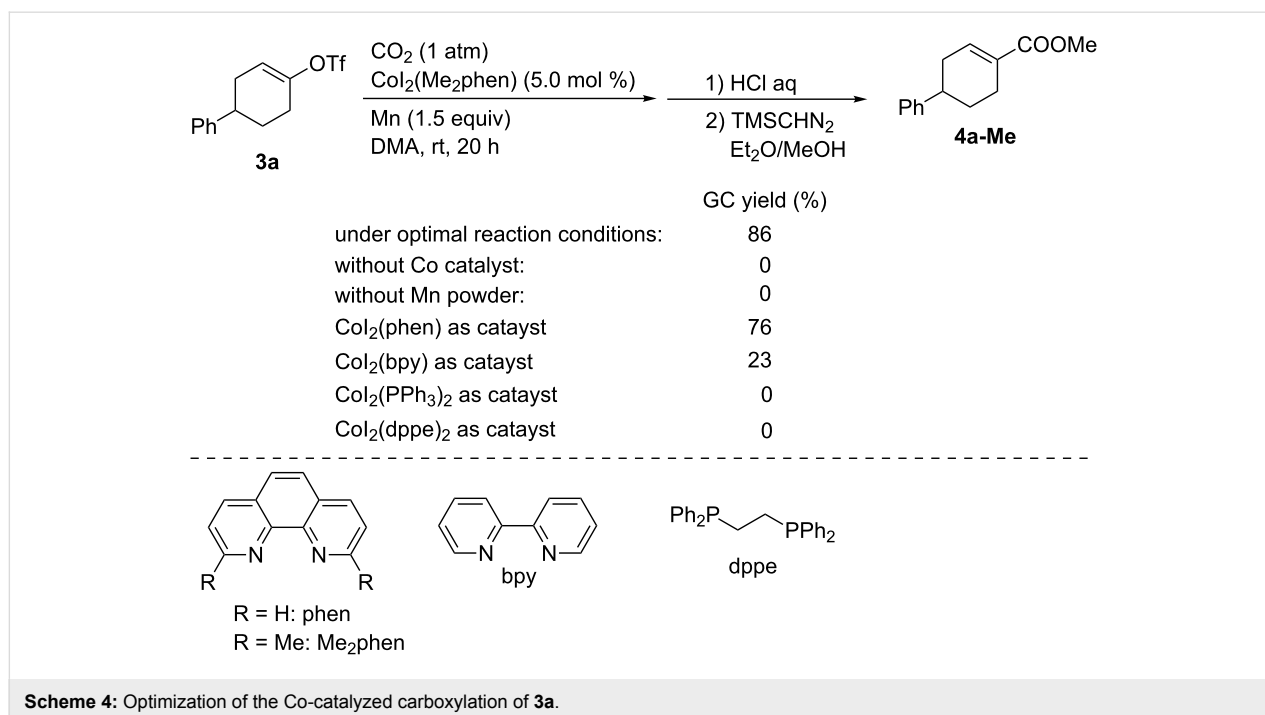 OTf
Ph
3a
CO₂ (1 atm)
CoI₂(Me₂phen) (5.0 mol %)
Mn (1.5 equiv)
DMA, rt, 20 h
1) HCl aq
2) TMSCHN₂
Et₂O/MeOH
COOMe
Ph
4a-Me
GC yield (%)
under optimal reaction conditions: 86
without Co catalyst: 0
without Mn powder: 0
CoI₂(phen) as catayst 76
CoI₂(bpy) as catayst 23
CoI₂(PPh₃)₂ as catayst 0
CoI₂(dppe)₂ as catayst 0
N N
R R
R = H: phen
R = Me: Me₂phen
N N
bpy
Ph₂P
PPh₂
dppe
Scheme 4: Optimization of the Co-catalyzed carboxylation of 3a.